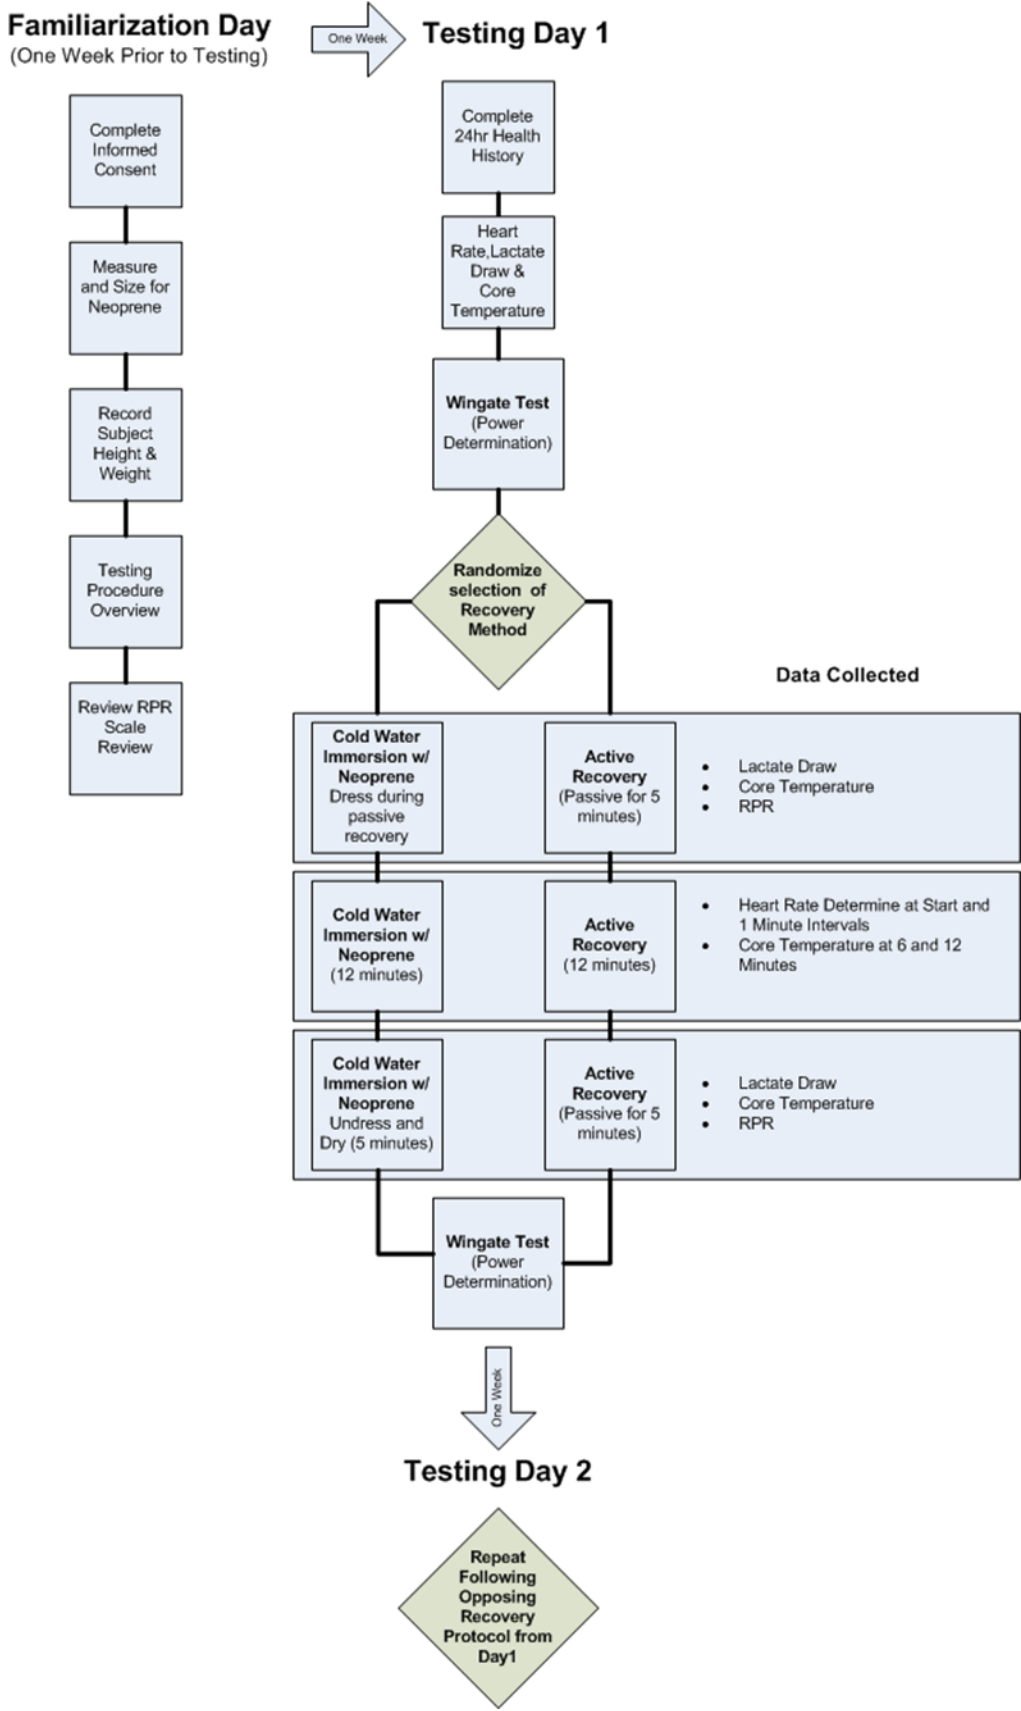 Familiarization Day
(One Week Prior to Testing)
One Week
Testing Day 1
Complete
Informed
Consent
Measure
and Size for
Neoprene
Record
Subject
Height &
Weight
Testing
Procedure
Overview
Review RPR
Scale
Review
Complete
24hr Health
History
Heart
Rate,Lactate
Draw &
Core
Temperature
Wingate Test
(Power
Determination)
Randomize
selection of
Recovery
Method
Data Collected
Cold Water
Immersion w/
Neoprene
Dress during
passive
recovery
Active
Recovery
(Passive for 5
minutes)
• Lactate Draw
• Core Temperature
• RPR
Cold Water
Immersion w/
Neoprene
(12 minutes)
Active
Recovery
(12 minutes)
• Heart Rate Determine at Start and
1 Minute Intervals
• Core Temperature at 6 and 12
Minutes
Cold Water
Immersion w/
Neoprene
Undress and
Dry (5 minutes)
Active
Recovery
(Passive for 5
minutes)
• Lactate Draw
• Core Temperature
• RPR
Wingate Test
(Power
Determination)
One Week
Testing Day 2
Repeat
Following
Opposing
Recovery
Protocol from
Day1